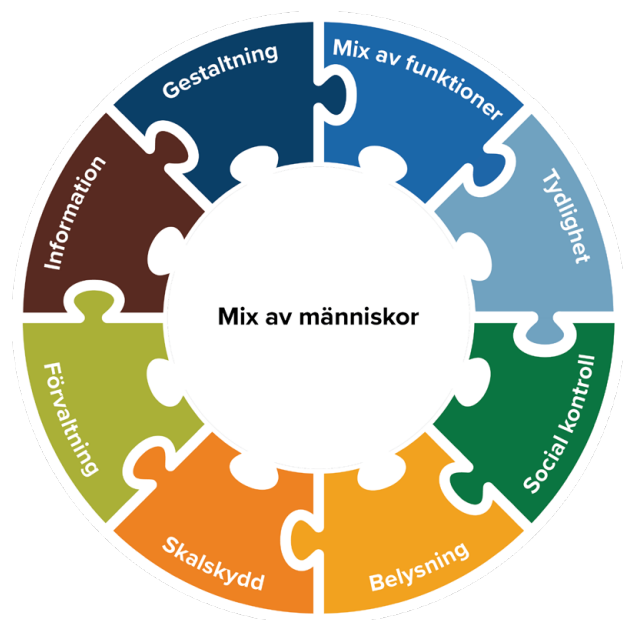 Gestaltning
Mix av funktioner
Tydlighet
Social kontroll
Belysning
Skalskydd
Förvaltning
Information
Mix av människor